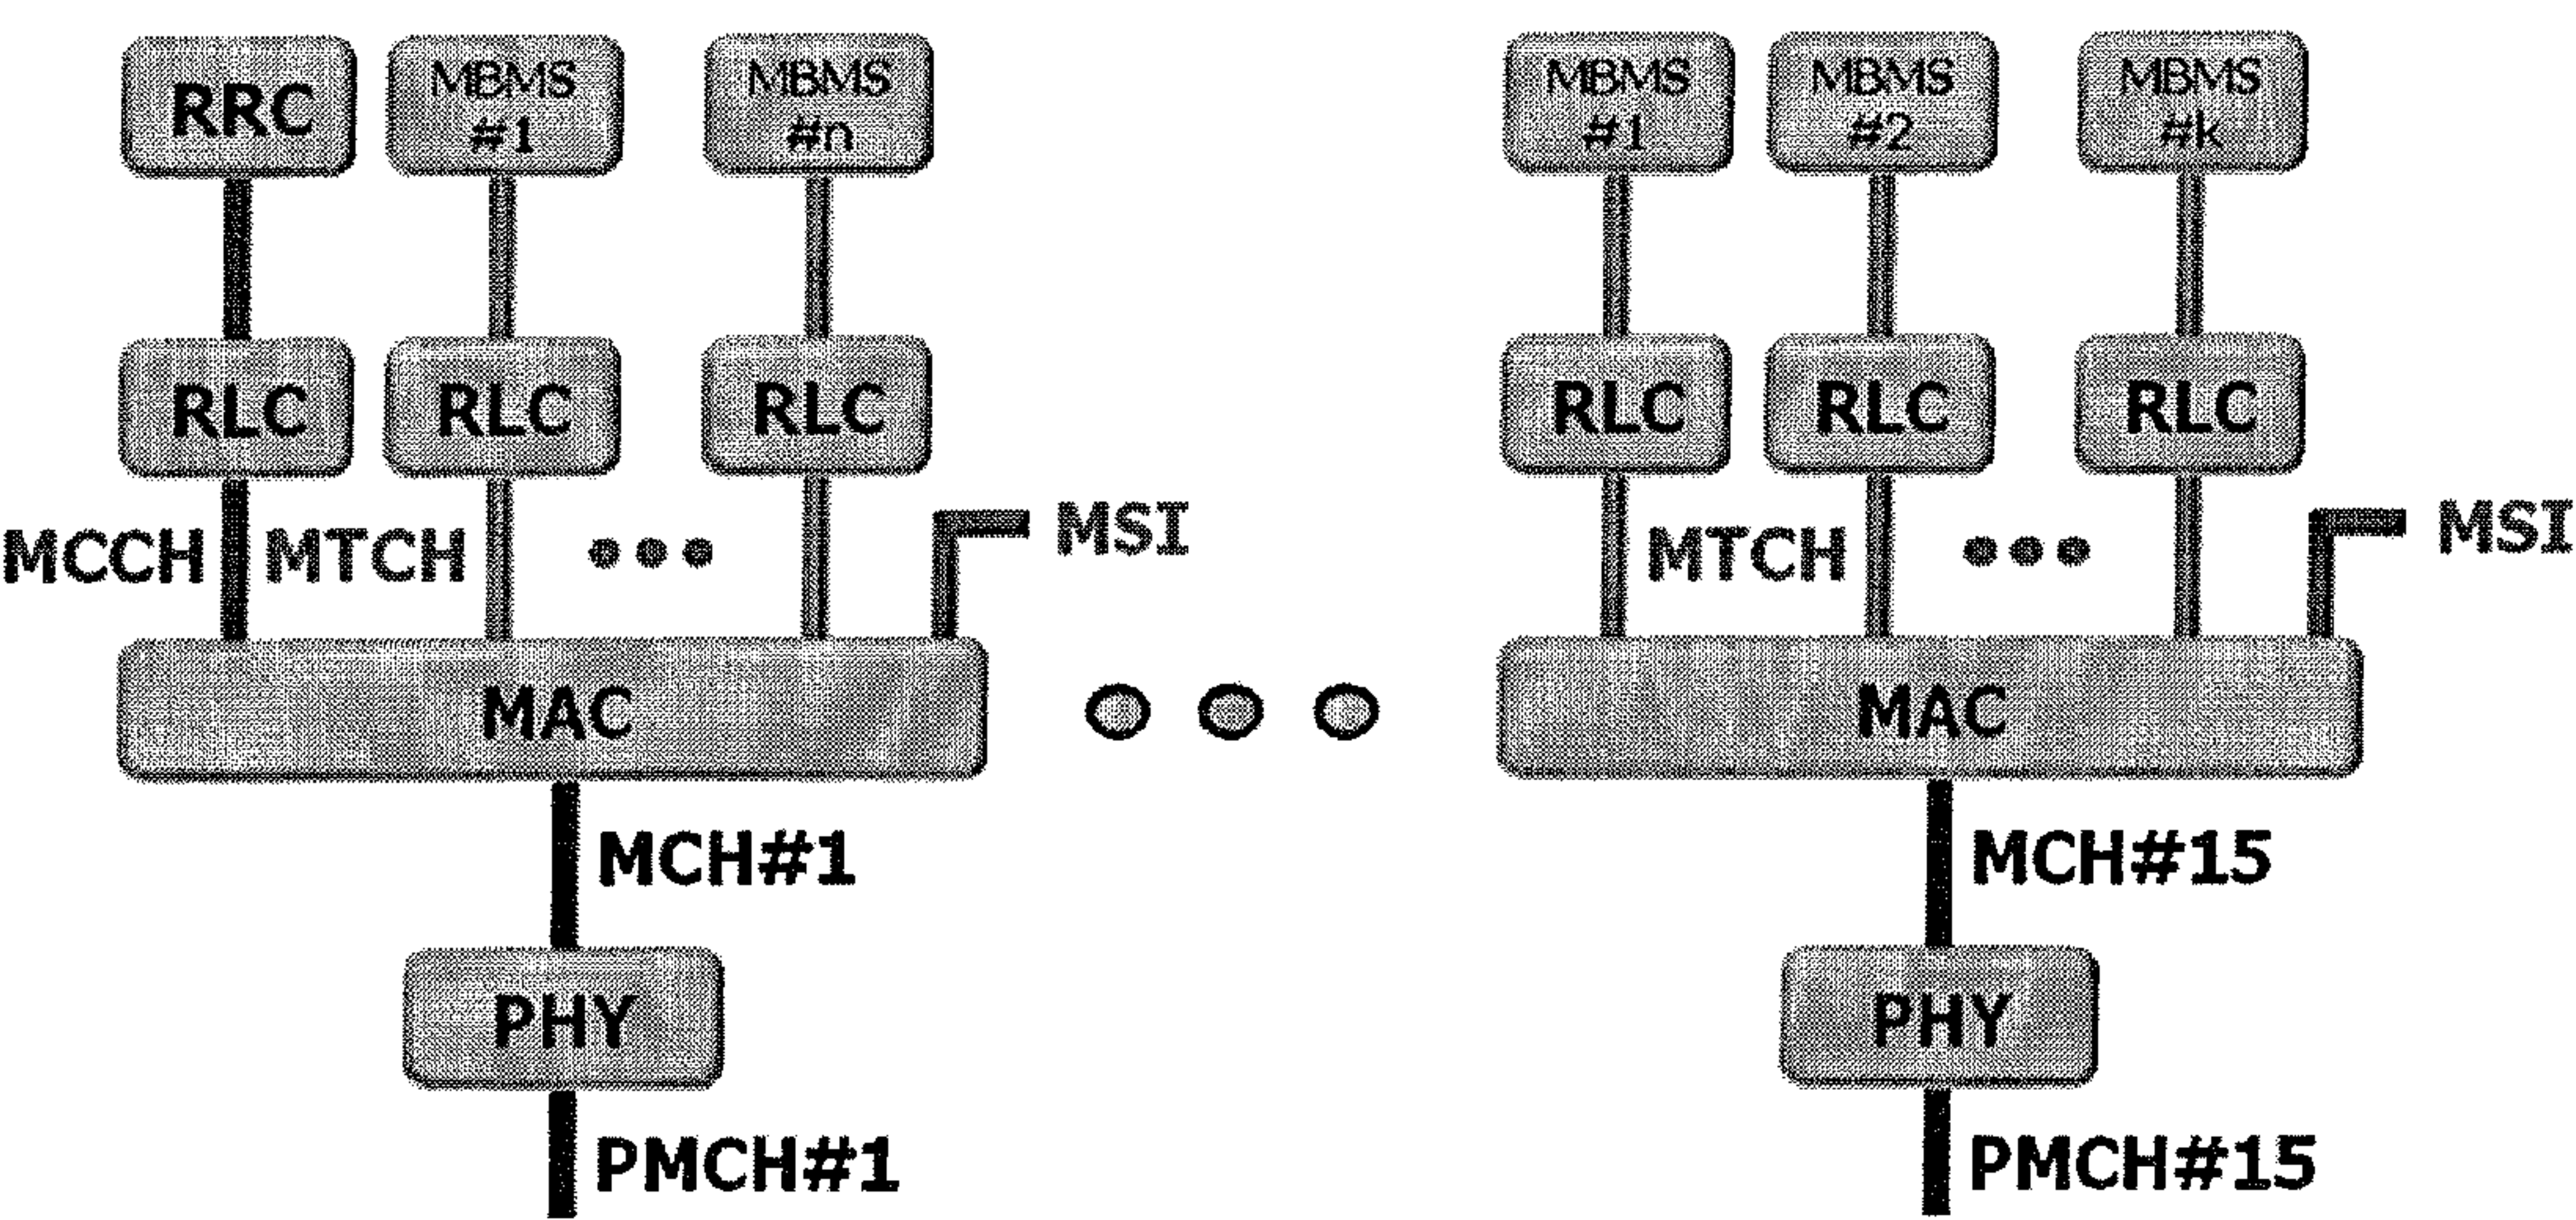 RRC
MBMS
#1
MBMS
#n
MBMS
#1
MBMS
#2
MBMS
#k
RLC
RLC
RLC
RLC
RLC
RLC
MCCH
MTCH
MSI
MTCH
MSI
MAC
MAC
MCH#1
MCH#15
PHY
PHY
PMCH#1
PMCH#15